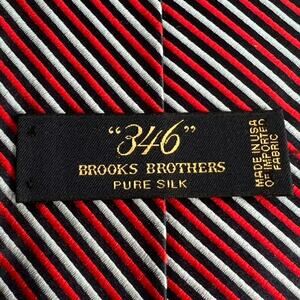 "346"
BROOKS BROTHERS
PURE SILK
MADE IN USA
OF IMPORTED
FABRIC